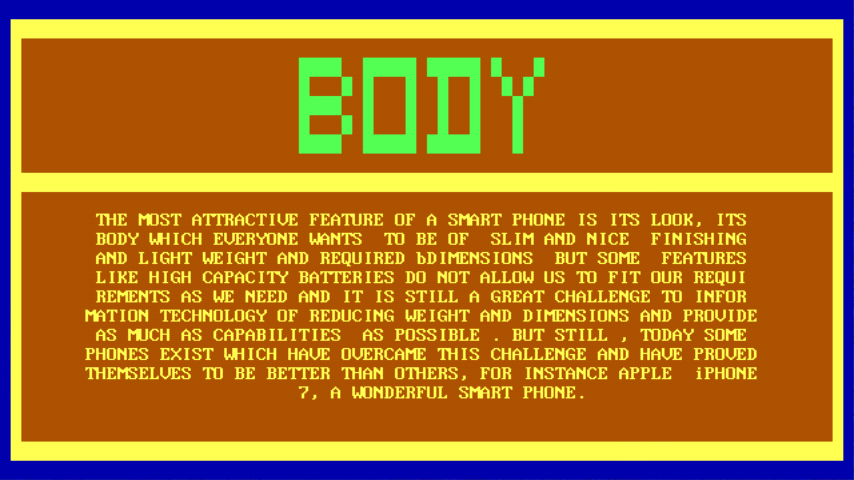 BODY
THE MOST ATTRACTIVE FEATURE OF A SMART PHONE IS ITS LOOK, ITS
BODY WHICH EVERYONE WANTS  TO BE OF  SLIM AND NICE  FINISHING
AND LIGHT WEIGHT AND REQUIRED bDIMENSIONS  BUT SOME  FEATURES
LIKE HIGH CAPACITY BATTERIES DO NOT ALLOW US TO FIT OUR REQUI
REMENTS AS WE NEED AND IT IS STILL A GREAT CHALLENGE TO INFOR
MATION TECHNOLOGY OF REDUCING WEIGHT AND DIMENSIONS AND PROVIDE
AS MUCH AS CAPABILITIES  AS POSSIBLE . BUT STILL , TODAY SOME
PHONES EXIST WHICH HAVE OVERCAME THIS CHALLENGE AND HAVE PROVED
THEMSELVES TO BE BETTER THAN OTHERS, FOR INSTANCE APPLE  iPHONE
7, A WONDERFUL SMART PHONE.